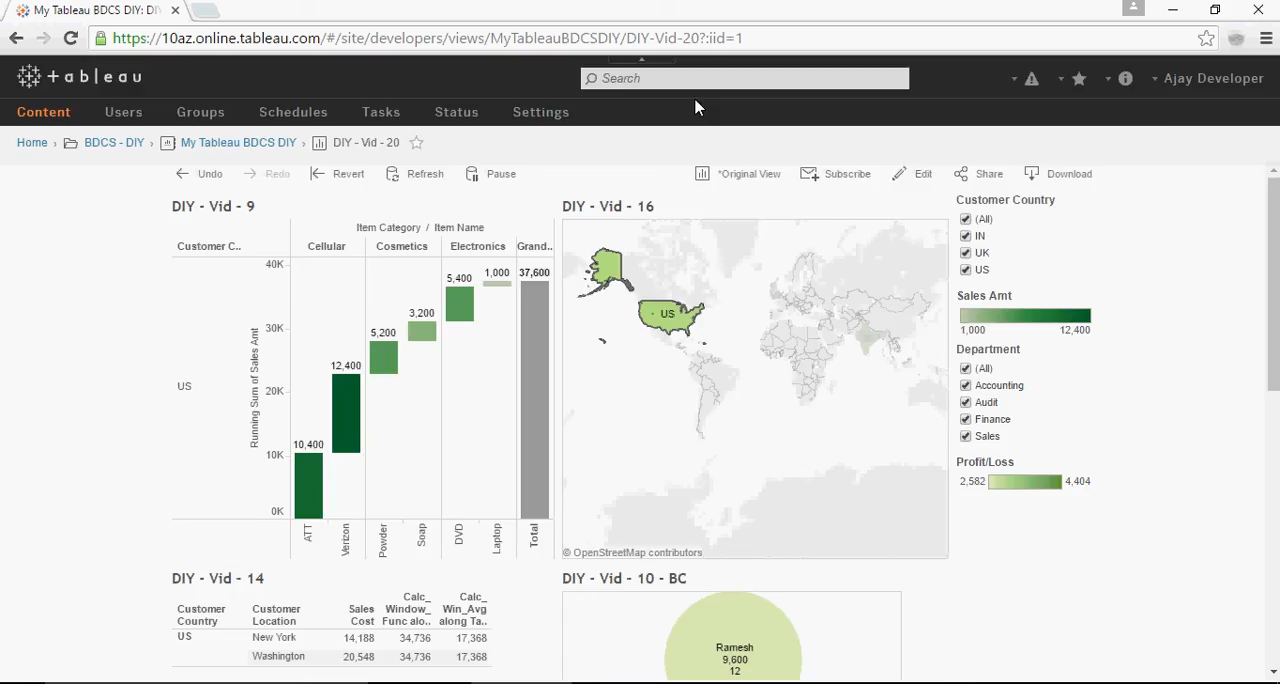 My Tableau BDCS DIY: DI
https://10az.online.tableau.com/#/site/developers/views/MyTableauBDCSDIY/DIY-Vid-20?:iid=1
+ a b l e a u
Search
Ajay Developer
Content Users Groups Schedules Tasks Status Settings
Home › BDCS - DIY › My Tableau BDCS DIY › DIY - Vid - 20
Undo Redo Revert Refresh Pause *Original View Subscribe Edit Share Download
DIY - Vid - 9
Item Category / Item Name
Customer C.. Cellular Cosmetics Electronics Grand..
40K
30K
20K
10K
0K
Running Sum of Sales Amt
US
10,400
12,400
5,200
3,200
5,400
1,000
37,600
ATT
Verizon
Powder
Soap
DVD
Laptop
Total
DIY - Vid - 16
US
© OpenStreetMap contributors
Customer Country
(All)
IN
UK
US
Sales Amt
1,000 12,400
Department
(All)
Accounting
Audit
Finance
Sales
Profit/Loss
2,582 4,404
DIY - Vid - 14
Customer Country
Customer Location
Sales Cost
Calc_ Window_ Func alo..
Calc_ Win_Avg along Ta..
US New York 14,188 34,736 17,368
Washington 20,548 34,736 17,368
DIY - Vid - 10 - BC
Ramesh
9,600
12